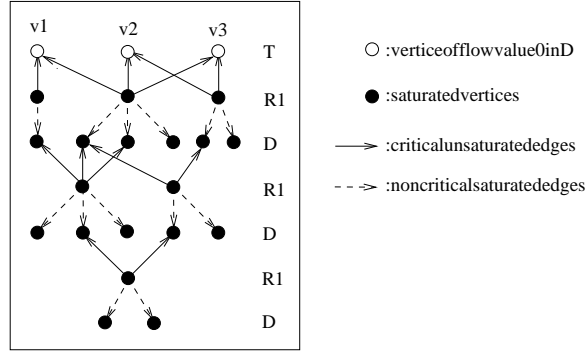 v1 v2 v3
T
R1
D
R1
D
R1
D
:verticeofflowvalue0inD
:saturatedvertices
:criticalunsaturatededges
:noncriticalsaturatededges